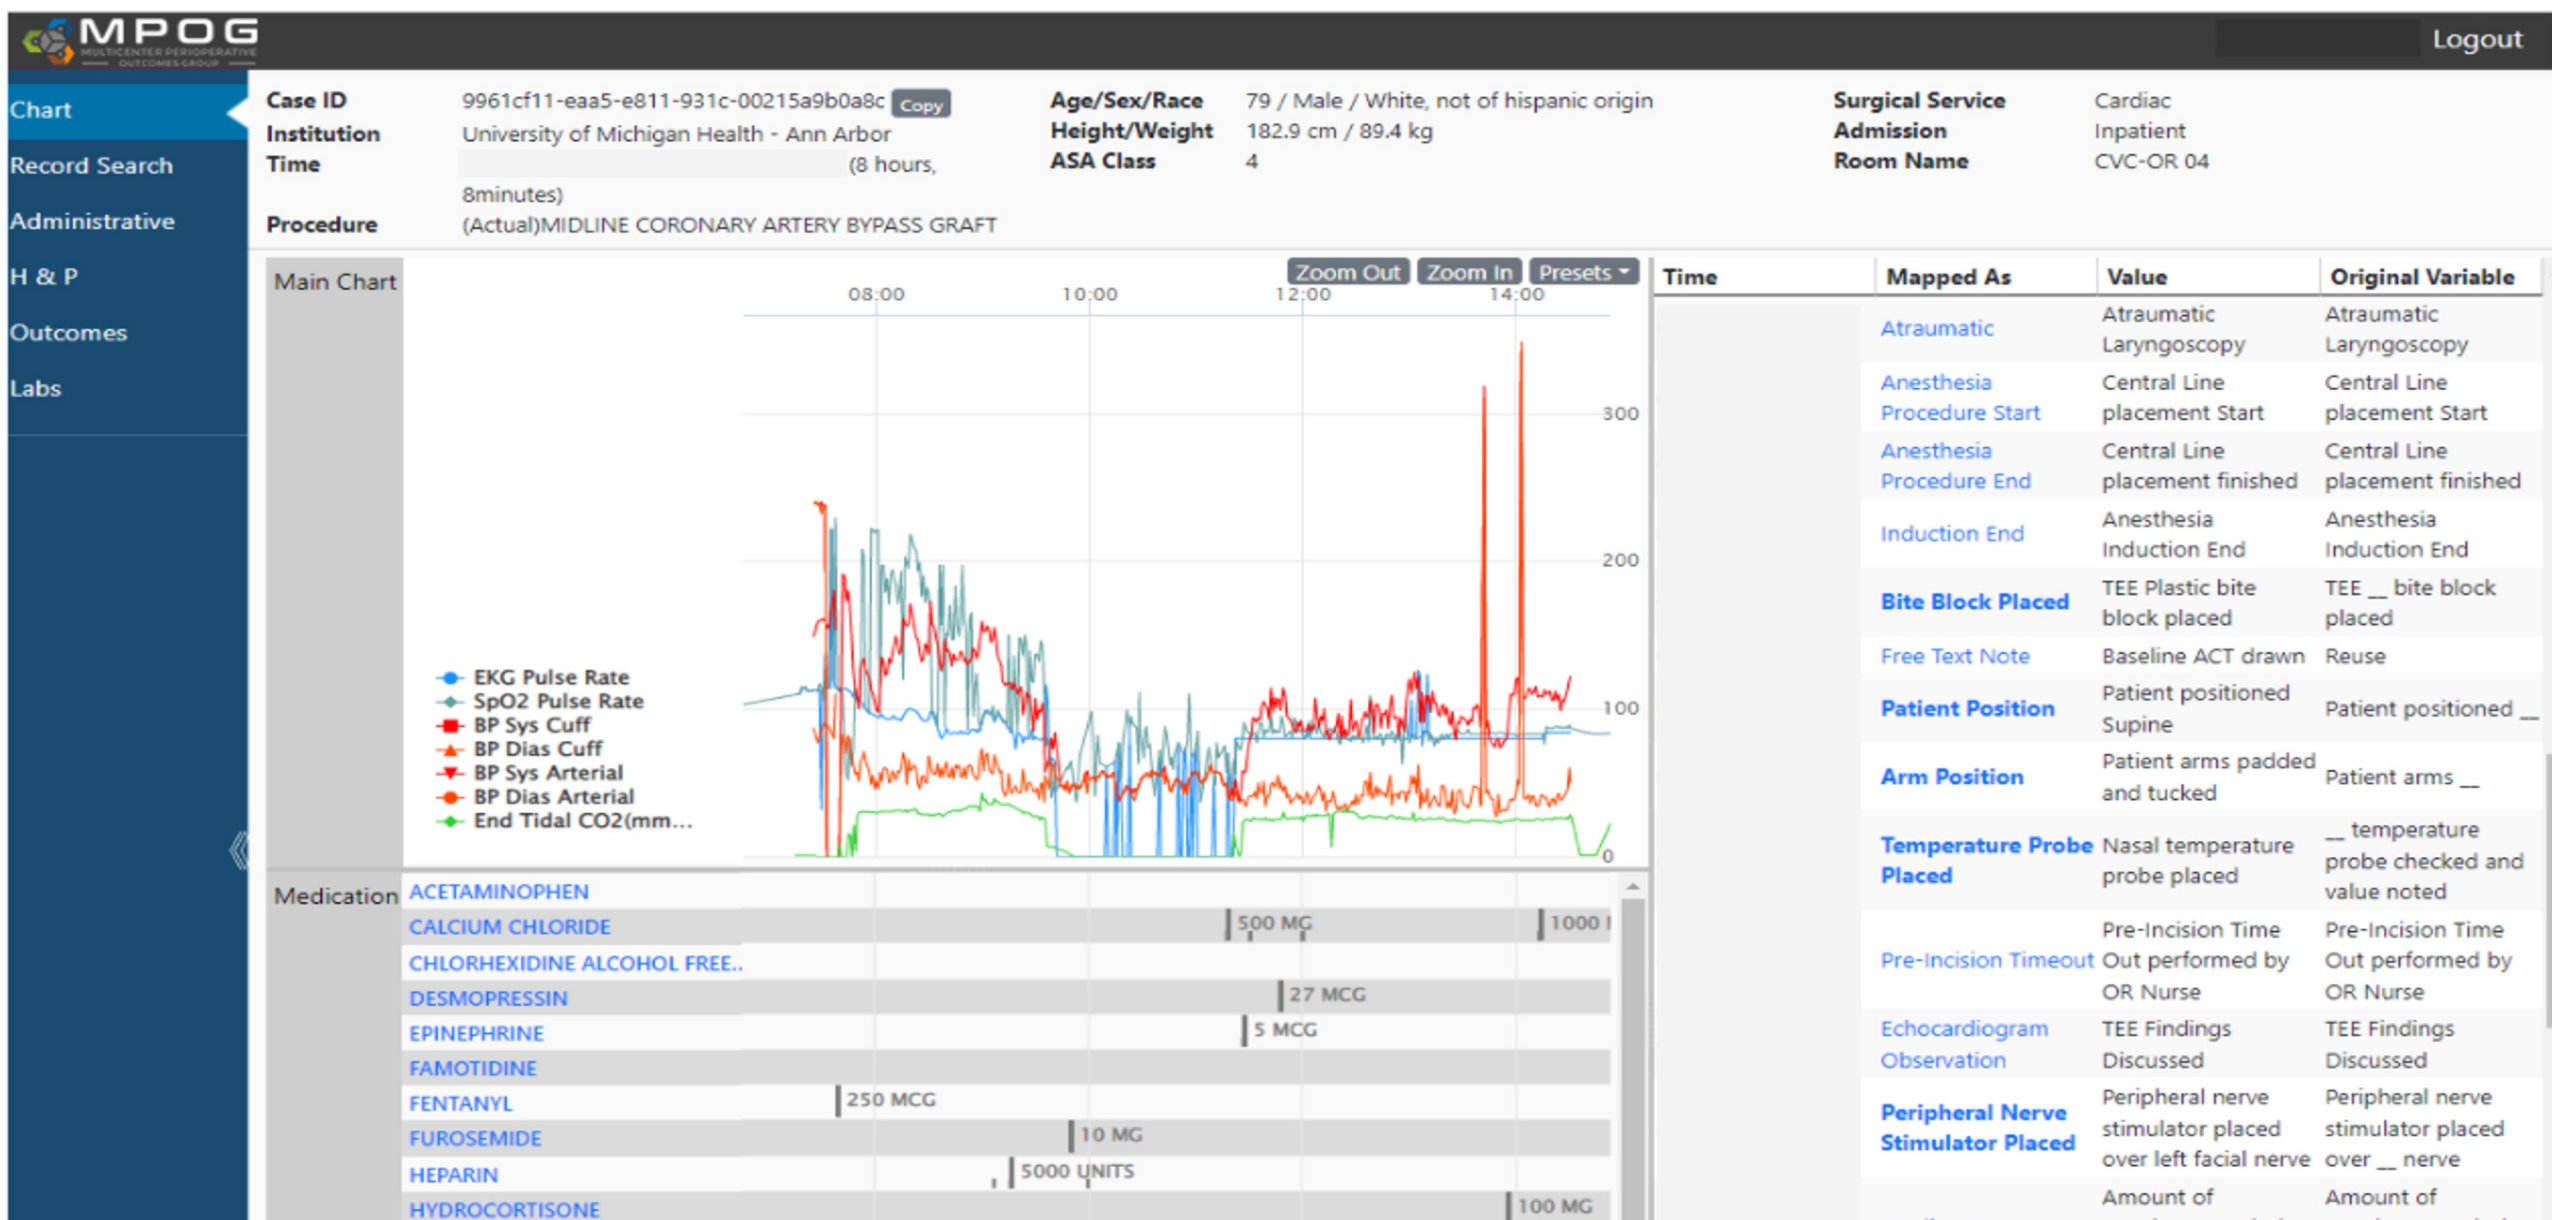 MPOG
MULTICENTER PERIOPERATIVE
OUTCOMES GROUP
Logout
Chart
Record Search
Administrative
H & P
Outcomes
Labs
Case ID 9961cf11-eaa5-e811-931c-00215a9b0a8c Copy
Institution University of Michigan Health - Ann Arbor
Time (8 hours,
8minutes)
Procedure (Actual)MIDLINE CORONARY ARTERY BYPASS GRAFT
Age/Sex/Race 79 / Male / White, not of hispanic origin
Height/Weight 182.9 cm / 89.4 kg
ASA Class 4
Surgical Service Cardiac
Admission Inpatient
Room Name CVC-OR 04
Main Chart
Zoom Out Zoom In Presets
08:00 10:00 12:00 14:00
300
200
100
0
EKG Pulse Rate
SpO2 Pulse Rate
BP Sys Cuff
BP Dias Cuff
BP Sys Arterial
BP Dias Arterial
End Tidal CO2(mm...
Medication
ACETAMINOPHEN
CALCIUM CHLORIDE 500 MG 1000
CHLORHEXIDINE ALCOHOL FREE..
DESMOPRESSIN 27 MCG
EPINEPHRINE 5 MCG
FAMOTIDINE
FENTANYL 250 MCG
FUROSEMIDE 10 MG
HEPARIN 5000 UNITS
HYDROCORTISONE 100 MG
Time Mapped As Value Original Variable
Atraumatic
Atraumatic
Laryngoscopy
Atraumatic
Laryngoscopy
Anesthesia
Procedure Start
Central Line
placement Start
Central Line
placement Start
Anesthesia
Procedure End
Central Line
placement finished
Central Line
placement finished
Induction End
Anesthesia
Induction End
Anesthesia
Induction End
Bite Block Placed
TEE Plastic bite
block placed
TEE __ bite block
placed
Free Text Note
Baseline ACT drawn
Reuse
Patient Position
Patient positioned
Supine
Patient positioned __
Arm Position
Patient arms padded
and tucked
Patient arms __
Temperature Probe
Placed
Nasal temperature
probe placed
__ temperature
probe checked and
value noted
Pre-Incision Timeout
Pre-Incision Time
Out performed by
OR Nurse
Pre-Incision Time
Out performed by
OR Nurse
Echocardiogram
Observation
TEE Findings
Discussed
TEE Findings
Discussed
Peripheral Nerve
Stimulator Placed
Peripheral nerve
stimulator placed
over left facial nerve
Peripheral nerve
stimulator placed
over __ nerve
Amount of
Amount of